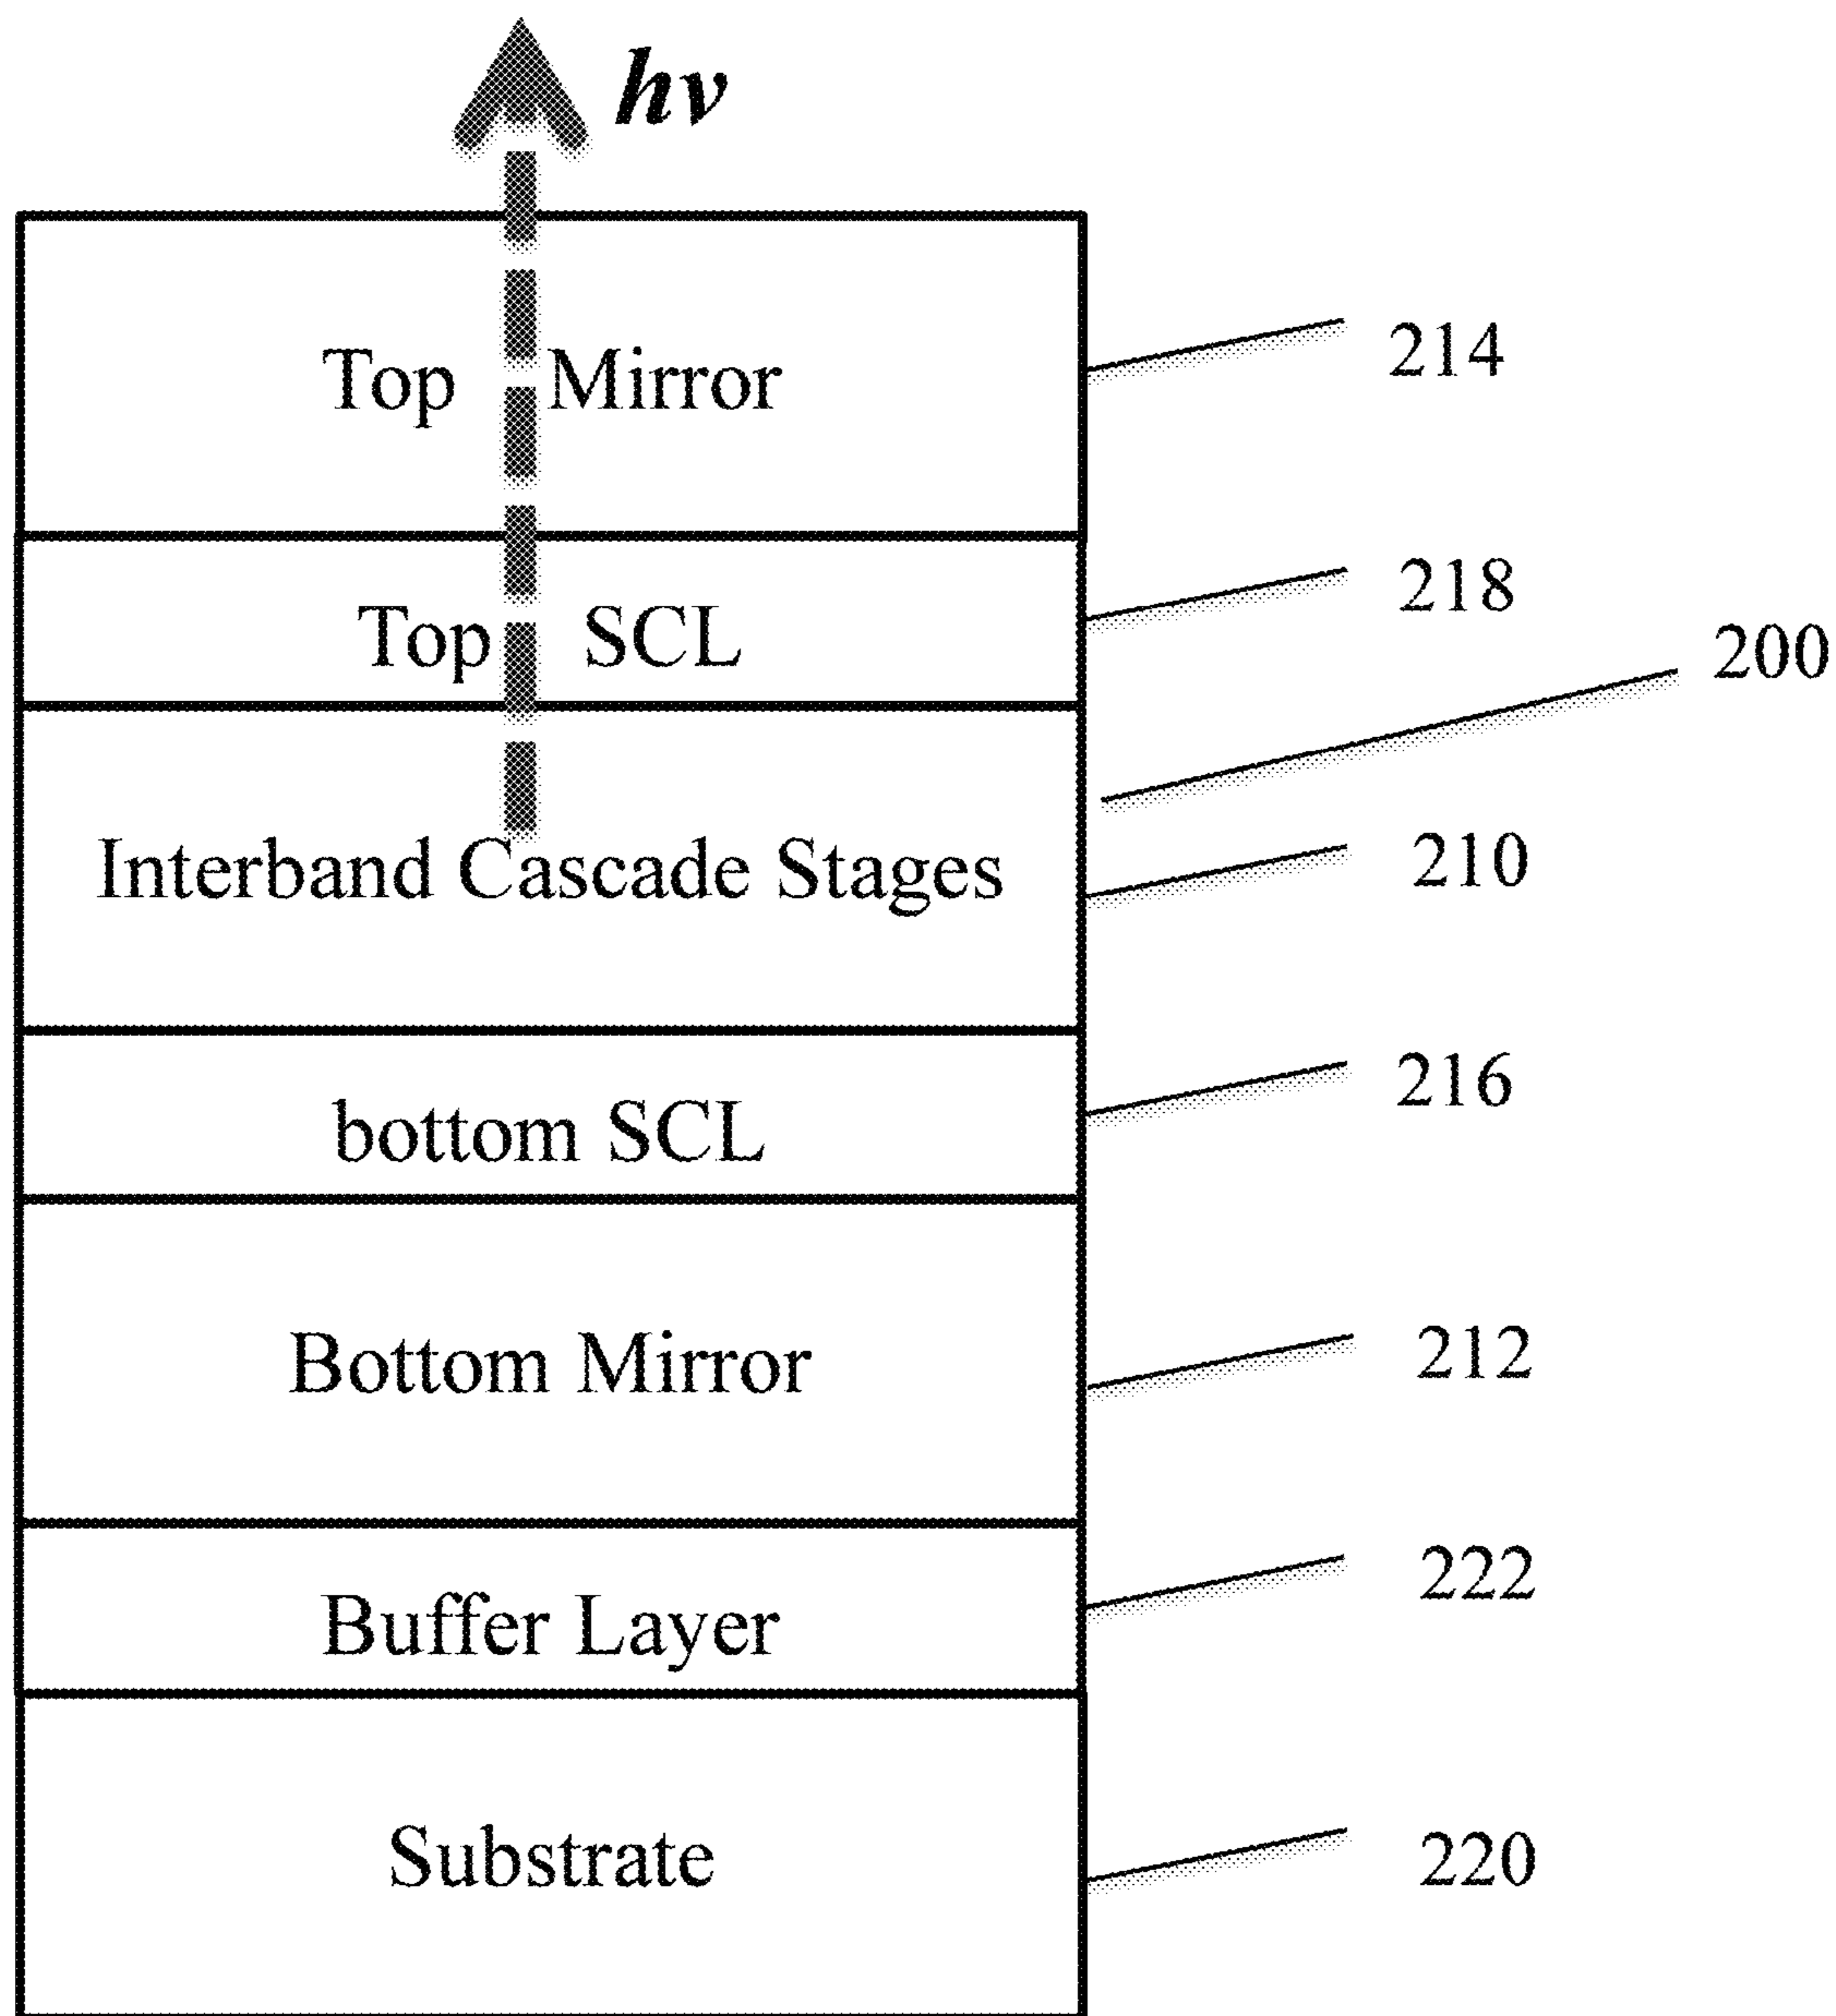 hν
Top Mirror
214
Top SCL
218
200
Interband Cascade Stages
210
bottom SCL
216
Bottom Mirror
212
Buffer Layer
222
Substrate
220